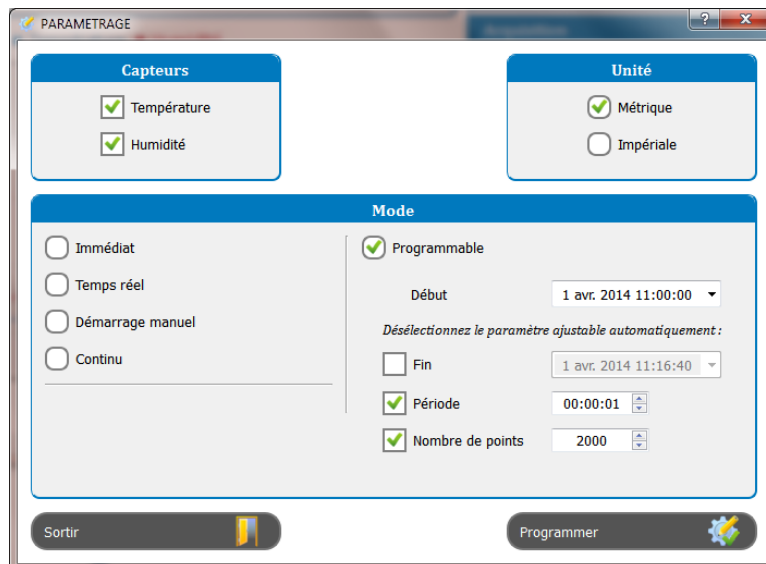 PARAMETRAGE
Capteurs
Température
Humidité
Unité
Métrique
Impériale
Mode
Immédiat
Temps réel
Démarrage manuel
Continu
Programmable
Début 1 avr. 2014 11:00:00
Désélectionnez le paramètre ajustable automatiquement :
Fin 1 avr. 2014 11:16:40
Période 00:00:01
Nombre de points 2000
Sortir
Programmer